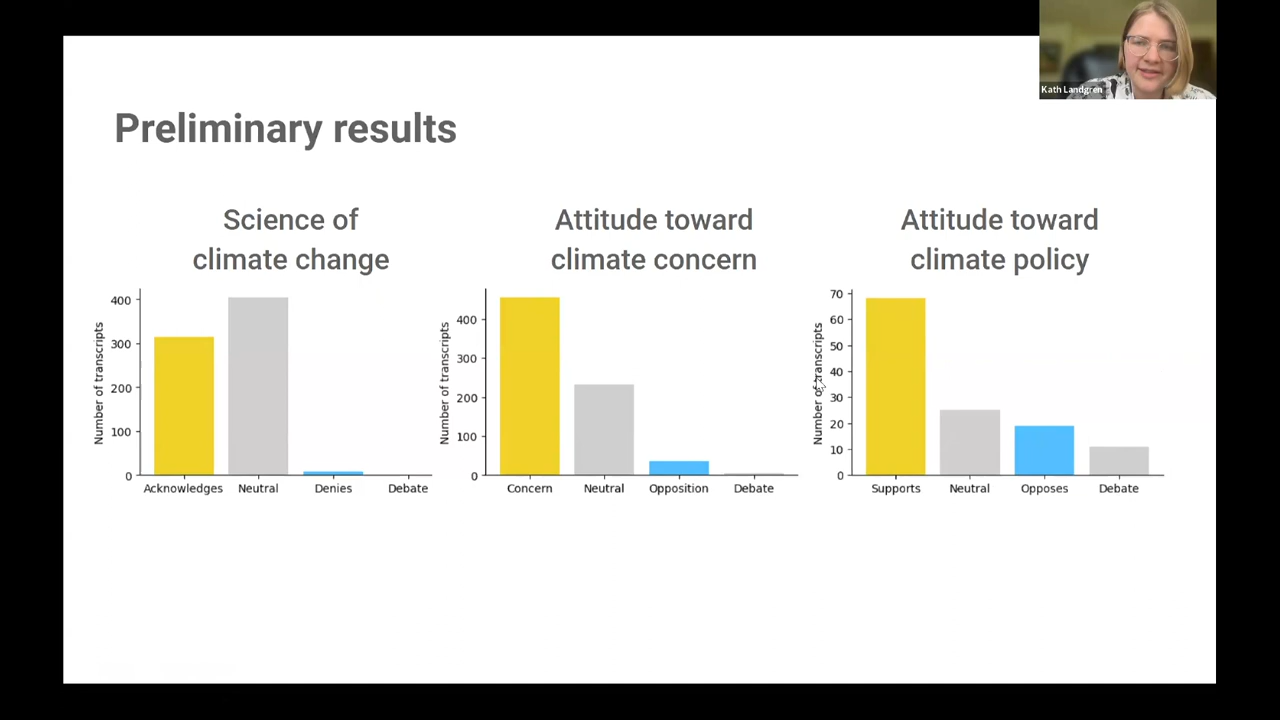 Kath Landgren
Preliminary results
Science of
climate change
Attitude toward
climate concern
Attitude toward
climate policy
Number of transcripts
400
300
200
100
0
Acknowledges Neutral Denies Debate
Number of transcripts
400
300
200
100
0
Concern Neutral Opposition Debate
Number of transcripts
70
60
50
40
30
20
10
0
Supports Neutral Opposes Debate